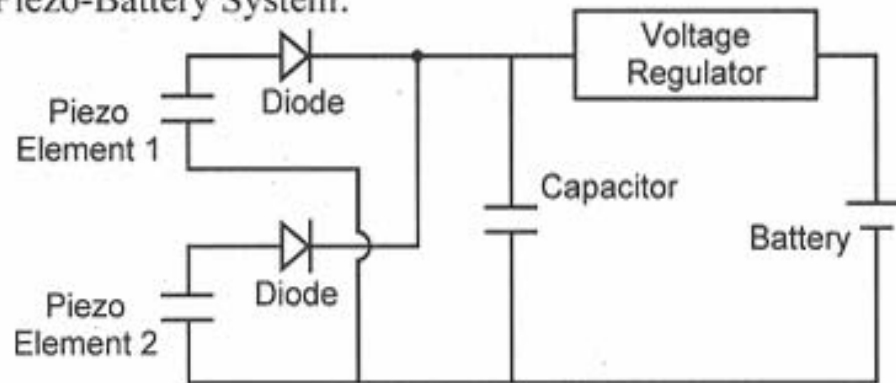 Piezo-Battery System.
Voltage
Regulator
Diode
Piezo
Element 1
Capacitor
Battery
Diode
Piezo
Element 2